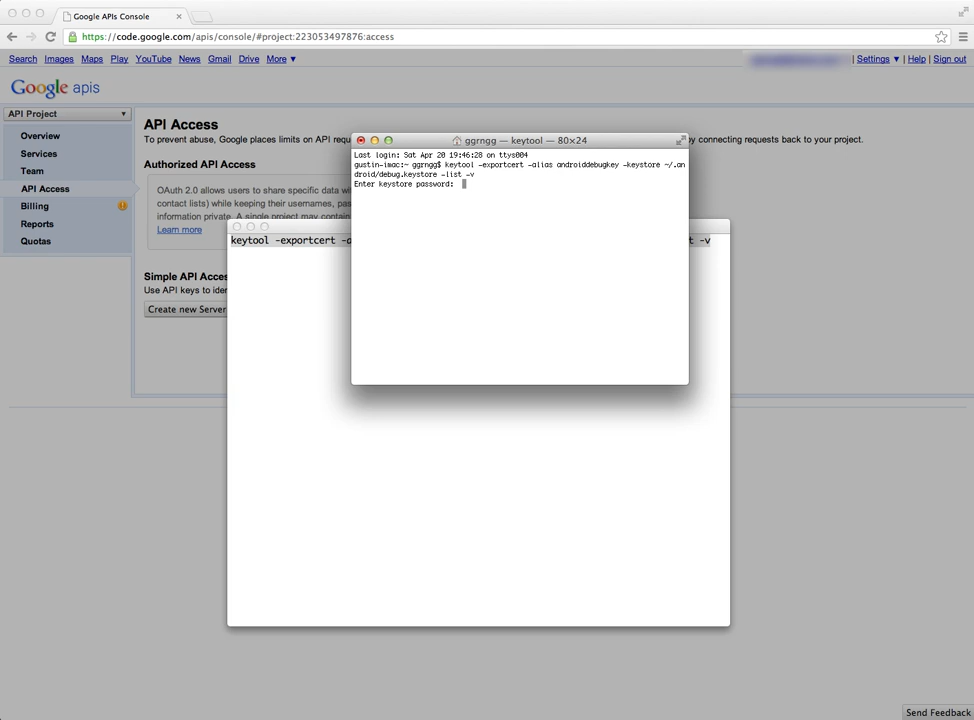 Google APIs Console
https://code.google.com/apis/console/#project:223053497876:access
Search Images Maps Play YouTube News Gmail Drive More ▼
| Settings ▼ | Help | Sign out
Google apis
API Project ▼
Overview
Services
Team
API Access
Billing
Reports
Quotas
API Access
To prevent abuse, Google places limits on API requ
by connecting requests back to your project.
Authorized API Access
OAuth 2.0 allows users to share specific data w
contact lists) while keeping their usernames, pas
information private. A single project may contain
Learn more
Simple API Acces
Use API keys to iden
Create new Server
keytool -exportcert -a
t -v
ggrngg — keytool — 80×24
Last login: Sat Apr 20 19:46:28 on ttys004
gustin-imac:~ ggrngg$ keytool -exportcert -alias androiddebugkey -keystore ~/.an
droid/debug.keystore -list -v
Enter keystore password:
Send Feedback